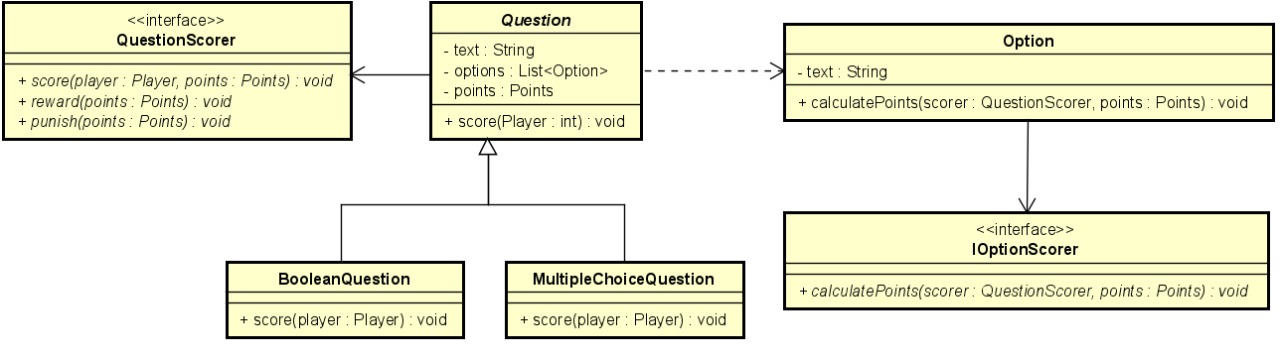 <<interface>>
QuestionScorer
+ score(player : Player, points : Points) : void
+ reward(points : Points) : void
+ punish(points : Points) : void
Question
- text : String
- options : List<Option>
- points : Points
+ score(Player : int) : void
Option
- text : String
+ calculatePoints(scorer : QuestionScorer, points : Points) : void
<<interface>>
IOptionScorer
+ calculatePoints(scorer : QuestionScorer, points : Points) : void
BooleanQuestion
+ score(player : Player) : void
MultipleChoiceQuestion
+ score(player : Player) : void